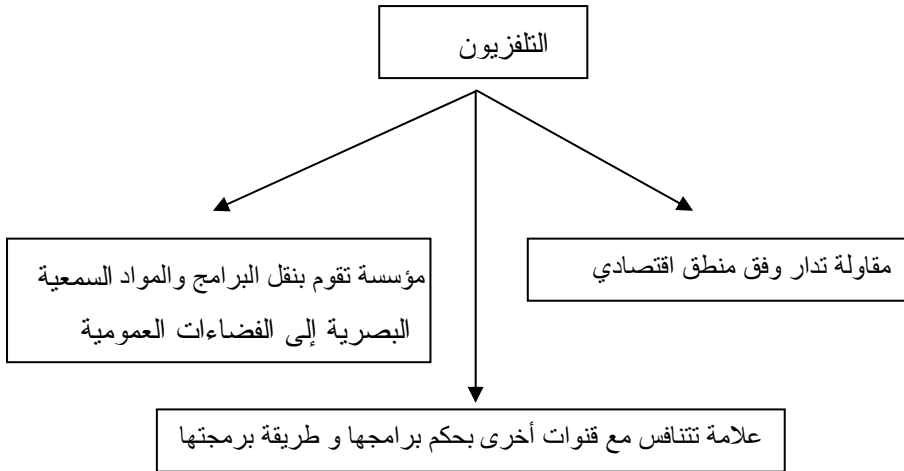 التلفزيون
مقاولة تدار وفق منطق اقتصادي
مؤسسة تقوم بنقل البرامج والمواد السمعية
البصرية إلى الفضاءات العمومية
علامة تتنافس مع قنوات أخرى بحكم برامجها و طريقة برمجتها